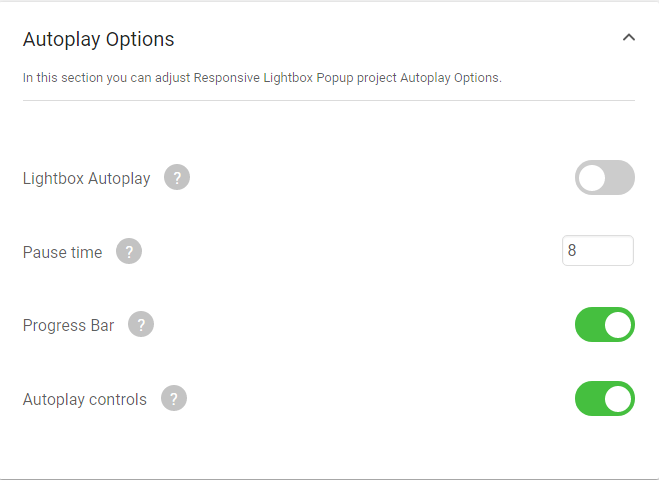 Autoplay Options
In this section you can adjust Responsive Lightbox Popup project Autoplay Options.
Lightbox Autoplay ?
Pause time ? 8
Progress Bar ?
Autoplay controls ?